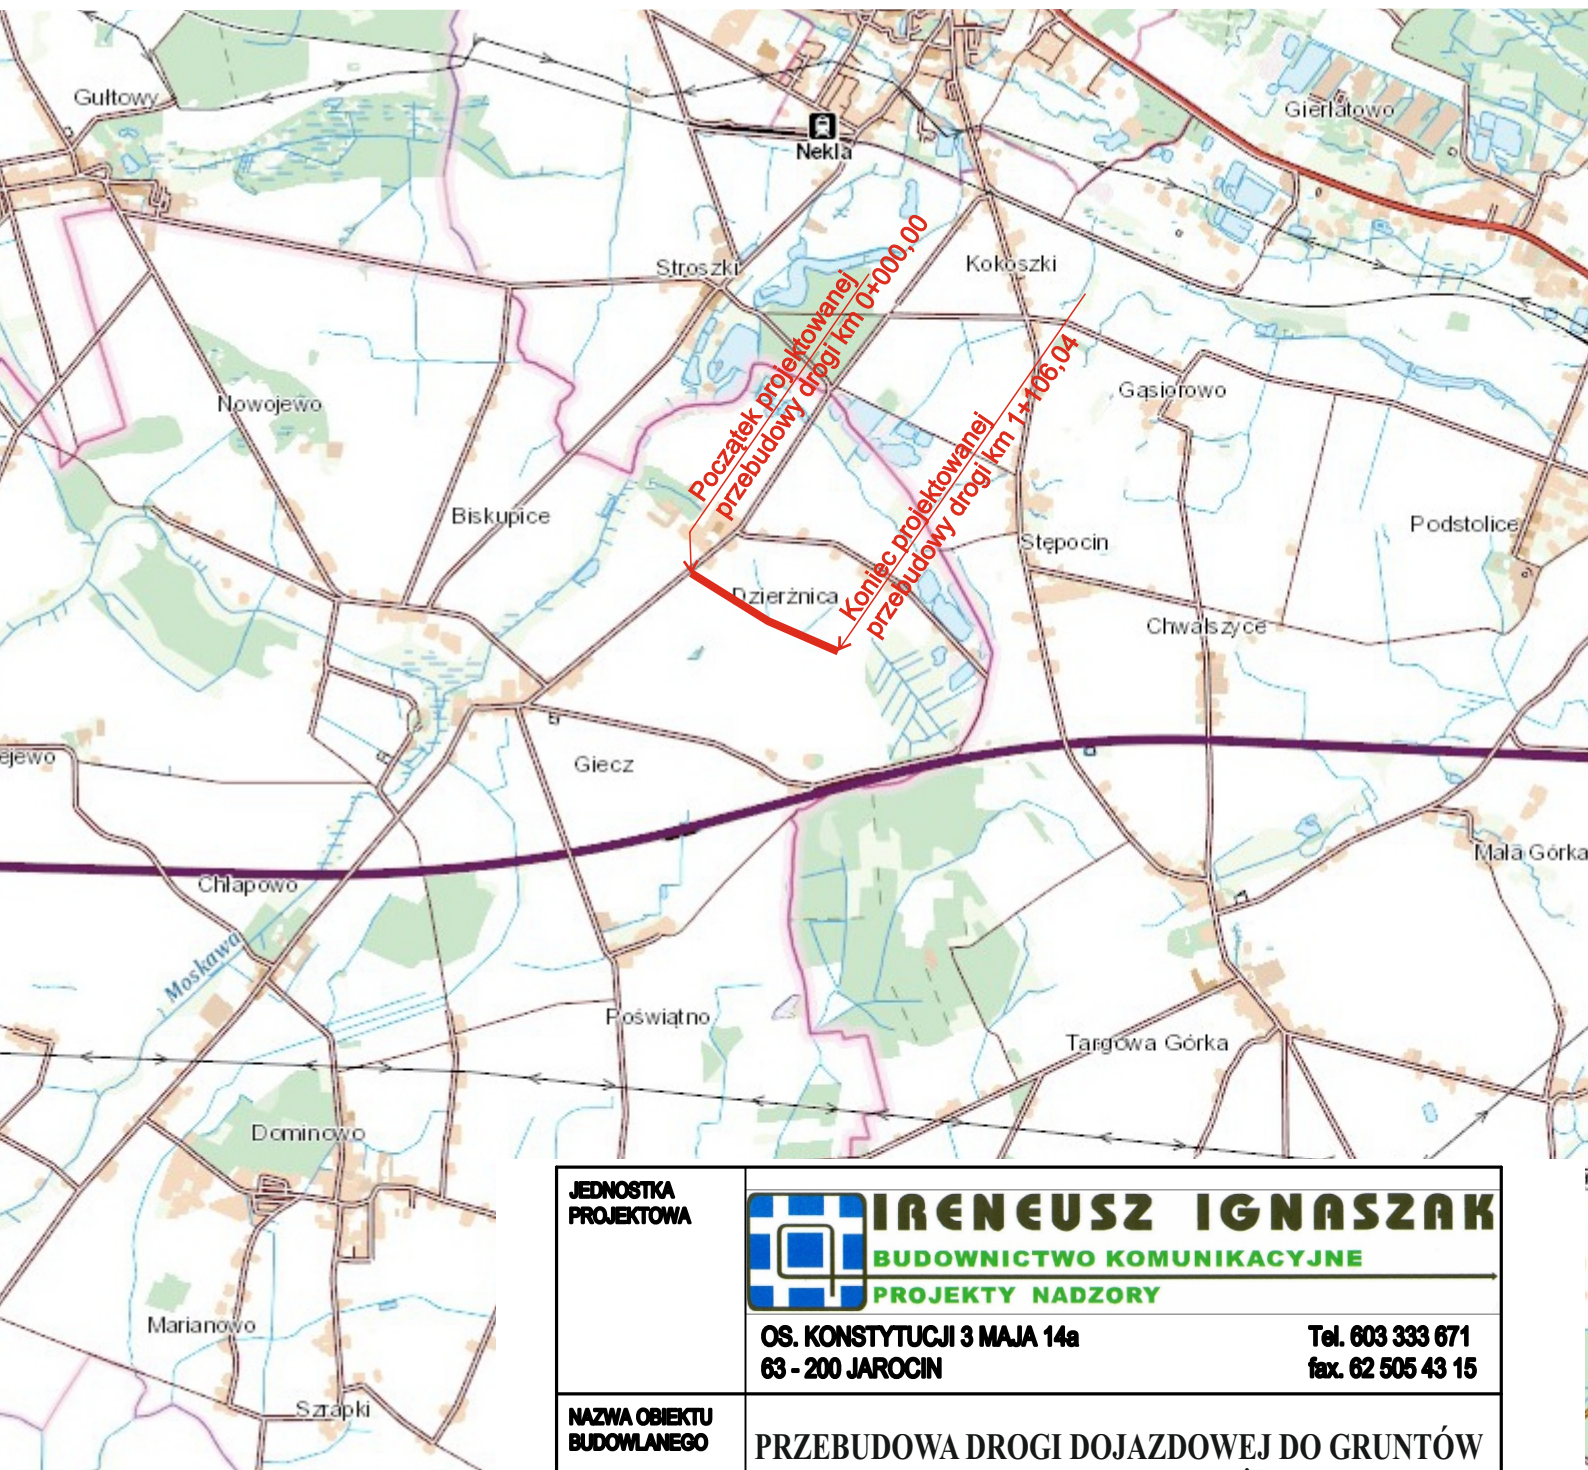 Gułtowy
Gierłatowo
Nekla
Stroszki
Kokoszki
Początek projektowanej
przebudowy drogi km 0+000,00
Koniec projektowanej
przebudowy drogi km 1+106,04
Nowojewo
Gąsiorowo
Biskupice
Stępocin
Podstolice
Dzierżnica
Chwałszyce
ejewo
Giecz
Mała Górka
Chłapowo
Moskawa
Poświątno
Targowa Górka
Dominowo
Marianowo
Szrapki
JEDNOSTKA
PROJEKTOWA
IRENEUSZ IGNASZAK
BUDOWNICTWO KOMUNIKACYJNE
PROJEKTY NADZORY
OS. KONSTYTUCJI 3 MAJA 14a
Tel. 603 333 671
63 - 200 JAROCIN
fax. 62 505 43 15
NAZWA OBIEKTU
BUDOWLANEGO
PRZEBUDOWA DROGI DOJAZDOWEJ DO GRUNTÓW